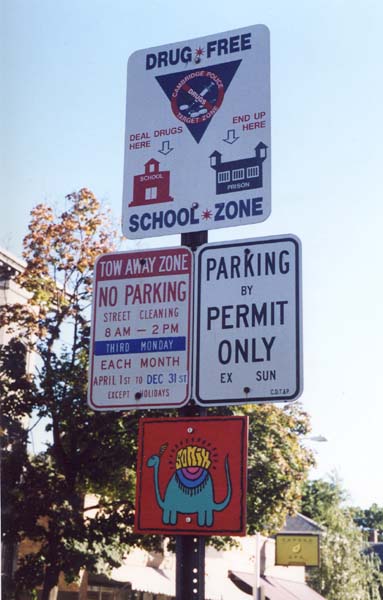 DRUG FREE
CAMBRIDGE POLICE
DRUGS
TARGET ZONE
DEAL DRUGS
HERE
END UP
HERE
SCHOOL
PRISON
SCHOOL ZONE
TOW AWAY ZONE
NO PARKING
STREET CLEANING
8 AM – 2 PM
THIRD MONDAY
EACH MONTH
APRIL 1ST TO DEC 31ST
EXCEPT HOLIDAYS
PARKING
BY
PERMIT
ONLY
EX SUN
C.D.T.A.P.